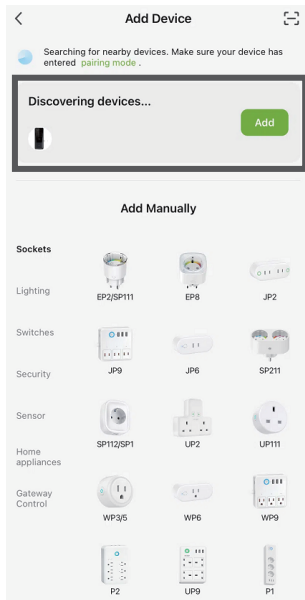 Add Device
Searching for nearby devices. Make sure your device has
entered pairing mode .
Discovering devices...
Add
Add Manually
Sockets
Lighting
Switches
Security
Sensor
Home
appliances
Gateway
Control
EP2/SP111
EP8
JP2
JP9
JP6
SP211
SP112/SP1
UP2
UP111
WP3/5
WP6
WP9
P2
UP9
P1